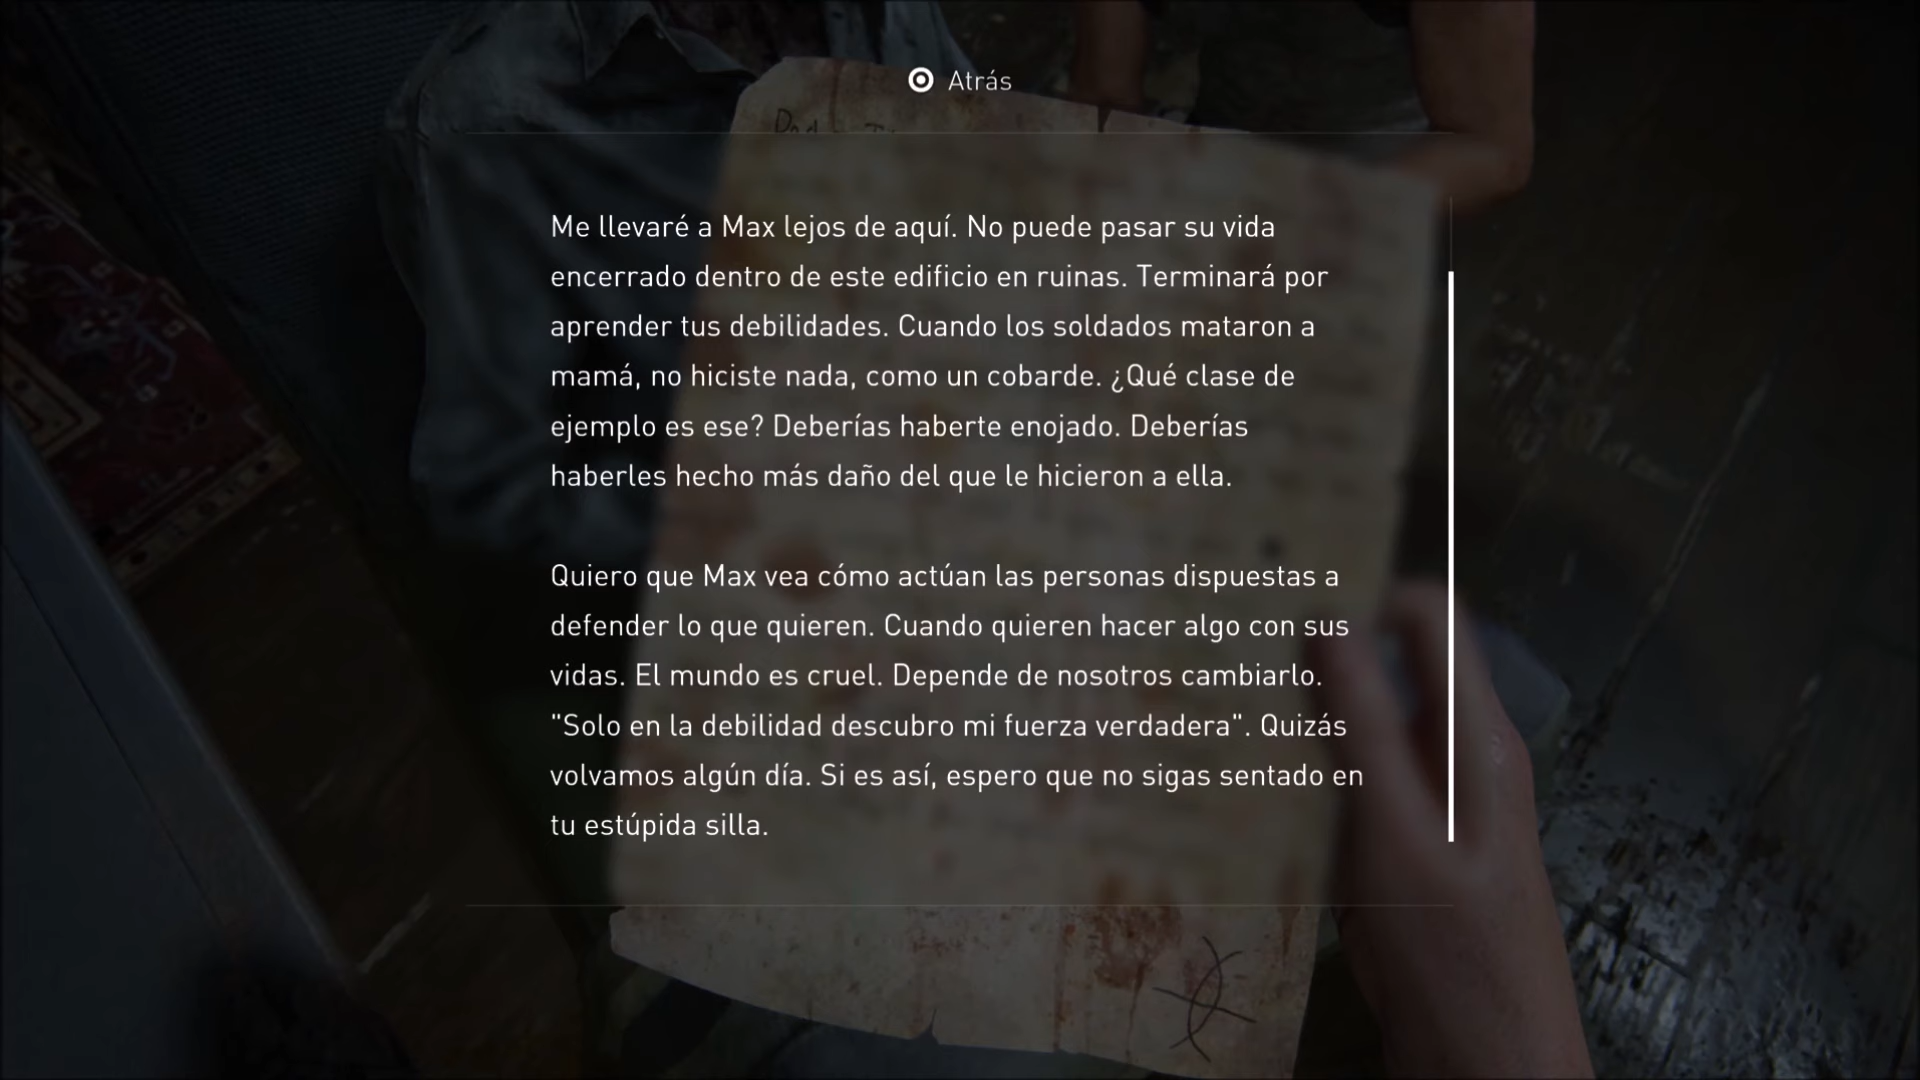 Atrás
Me llevaré a Max lejos de aquí. No puede pasar su vida
encerrado dentro de este edificio en ruinas. Terminará por
aprender tus debilidades. Cuando los soldados mataron a
mamá, no hiciste nada, como un cobarde. ¿Qué clase de
ejemplo es ese? Deberías haberte enojado. Deberías
haberles hecho más daño del que le hicieron a ella.
Quiero que Max vea cómo actúan las personas dispuestas a
defender lo que quieren. Cuando quieren hacer algo con sus
vidas. El mundo es cruel. Depende de nosotros cambiarlo.
"Solo en la debilidad descubro mi fuerza verdadera". Quizás
volvamos algún día. Si es así, espero que no sigas sentado en
tu estúpida silla.